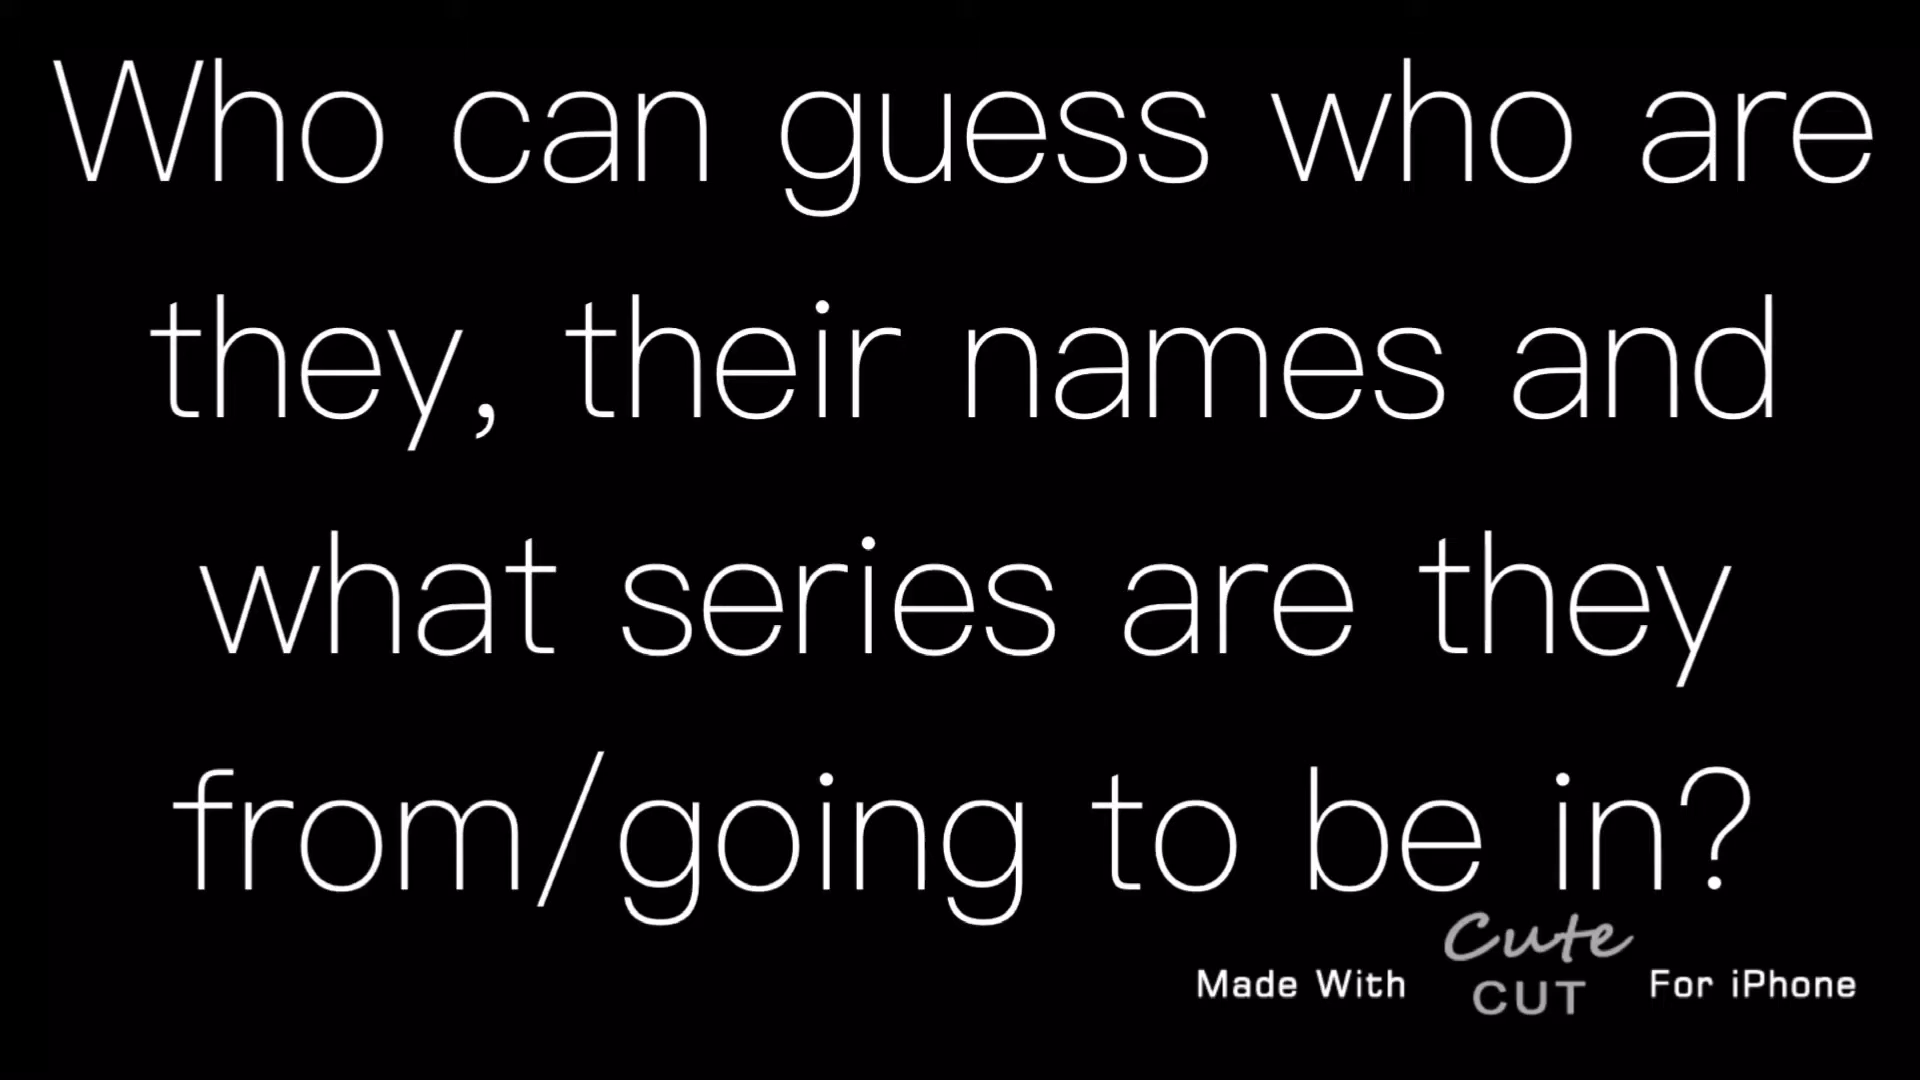 Who can guess who are
they, their names and
what series are they
from/going to be in?
Made With Cute CUT For iPhone